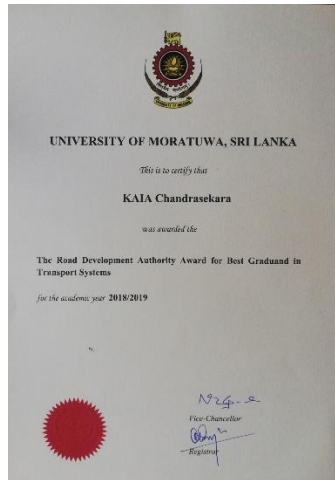 UNIVERSITY OF MORATUWA, SRI LANKA
This is to certify that
KAIA Chandrasekara
was awarded the
The Road Development Authority Award for Best Graduand in
Transport Systems
for the academic year 2018/2019
Vice-Chancellor
Registrar